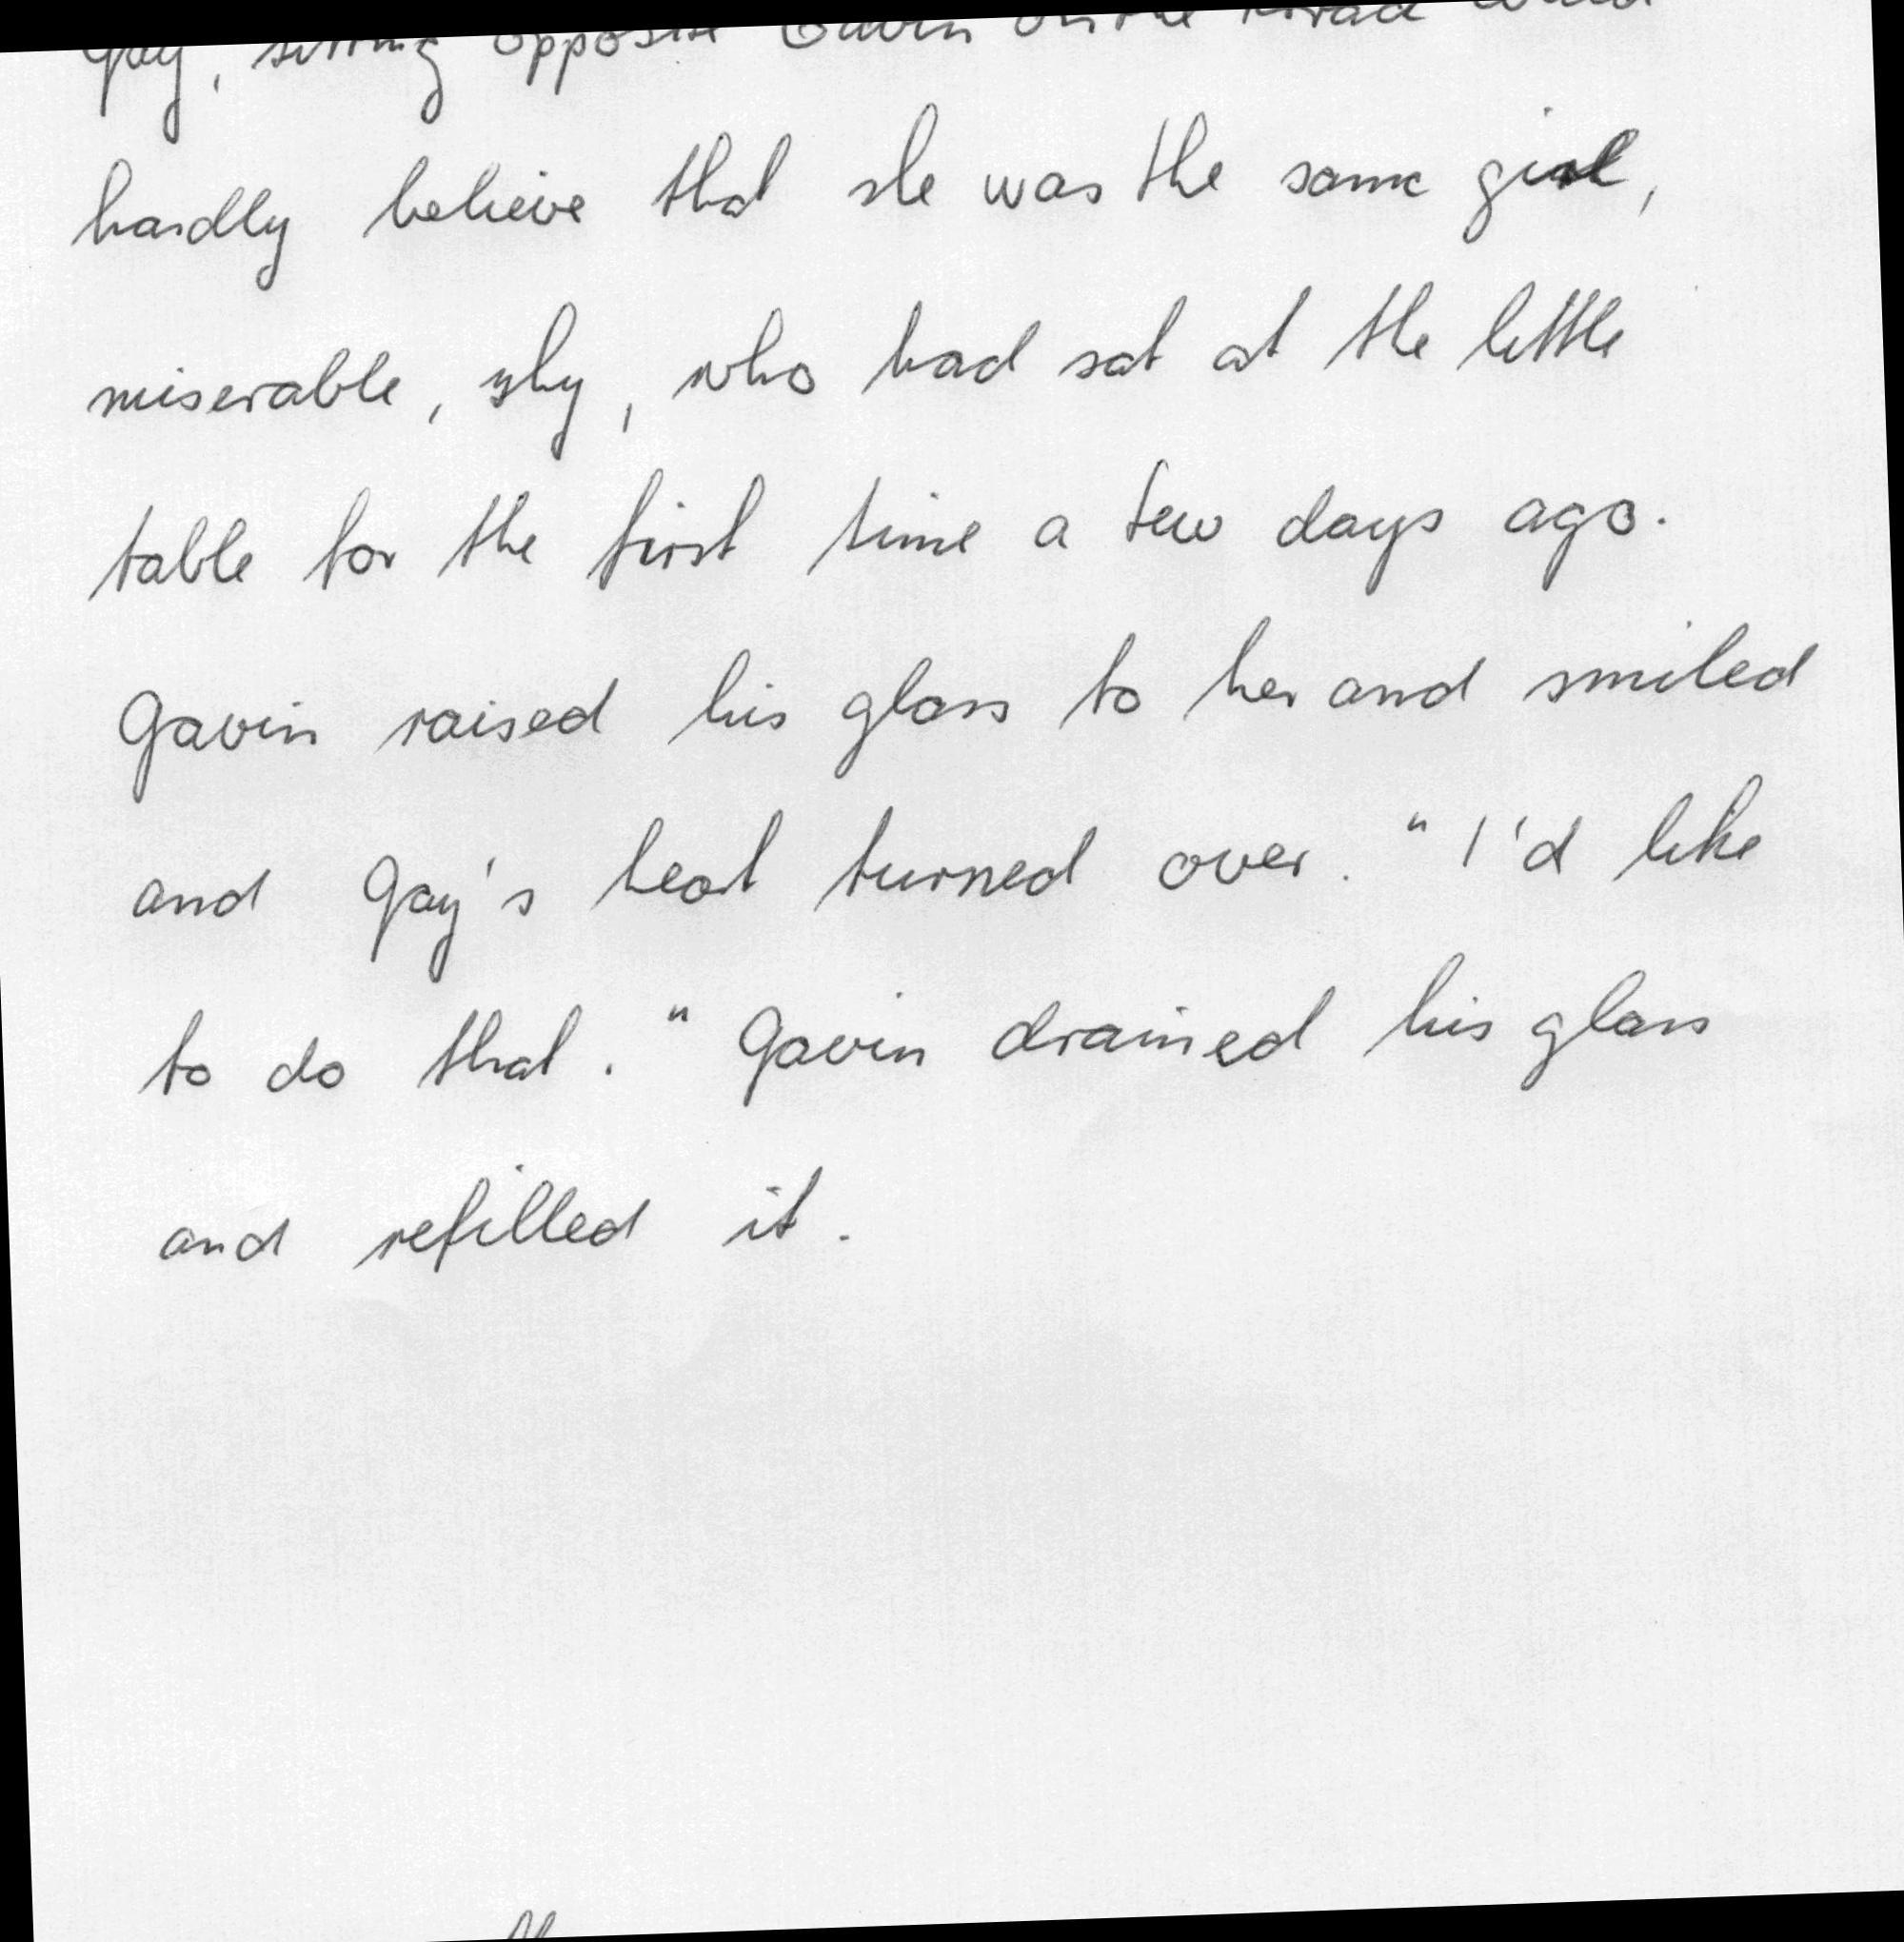 Gay, sitting opposite Gavin on the terrace could
hardly believe that she was the same girl,
miserable, shy, who had sat at the little
table for the first time a few days ago.
Gavin raised his glass to her and smiled
and Gay's heart turned over. "I'd like
to do that." Gavin drained his glass
and refilled it.